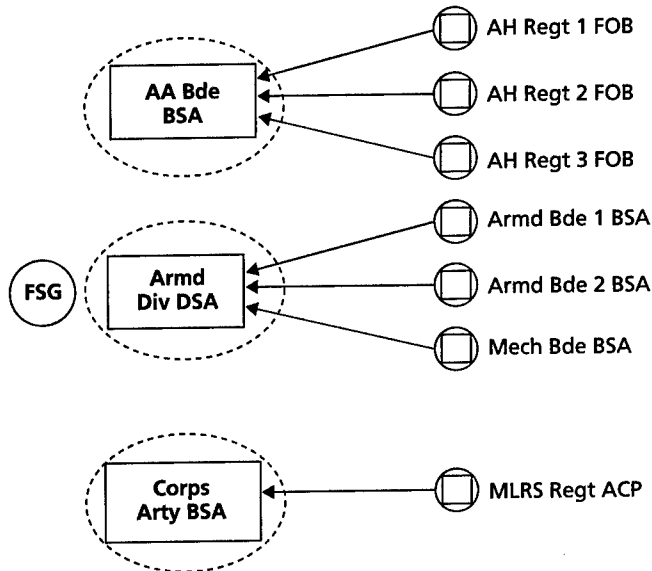 AH Regt 1 FOB
AA Bde
BSA
AH Regt 2 FOB
AH Regt 3 FOB
Armd Bde 1 BSA
FSG
Armd
Div DSA
Armd Bde 2 BSA
Mech Bde BSA
Corps
Arty BSA
MLRS Regt ACP